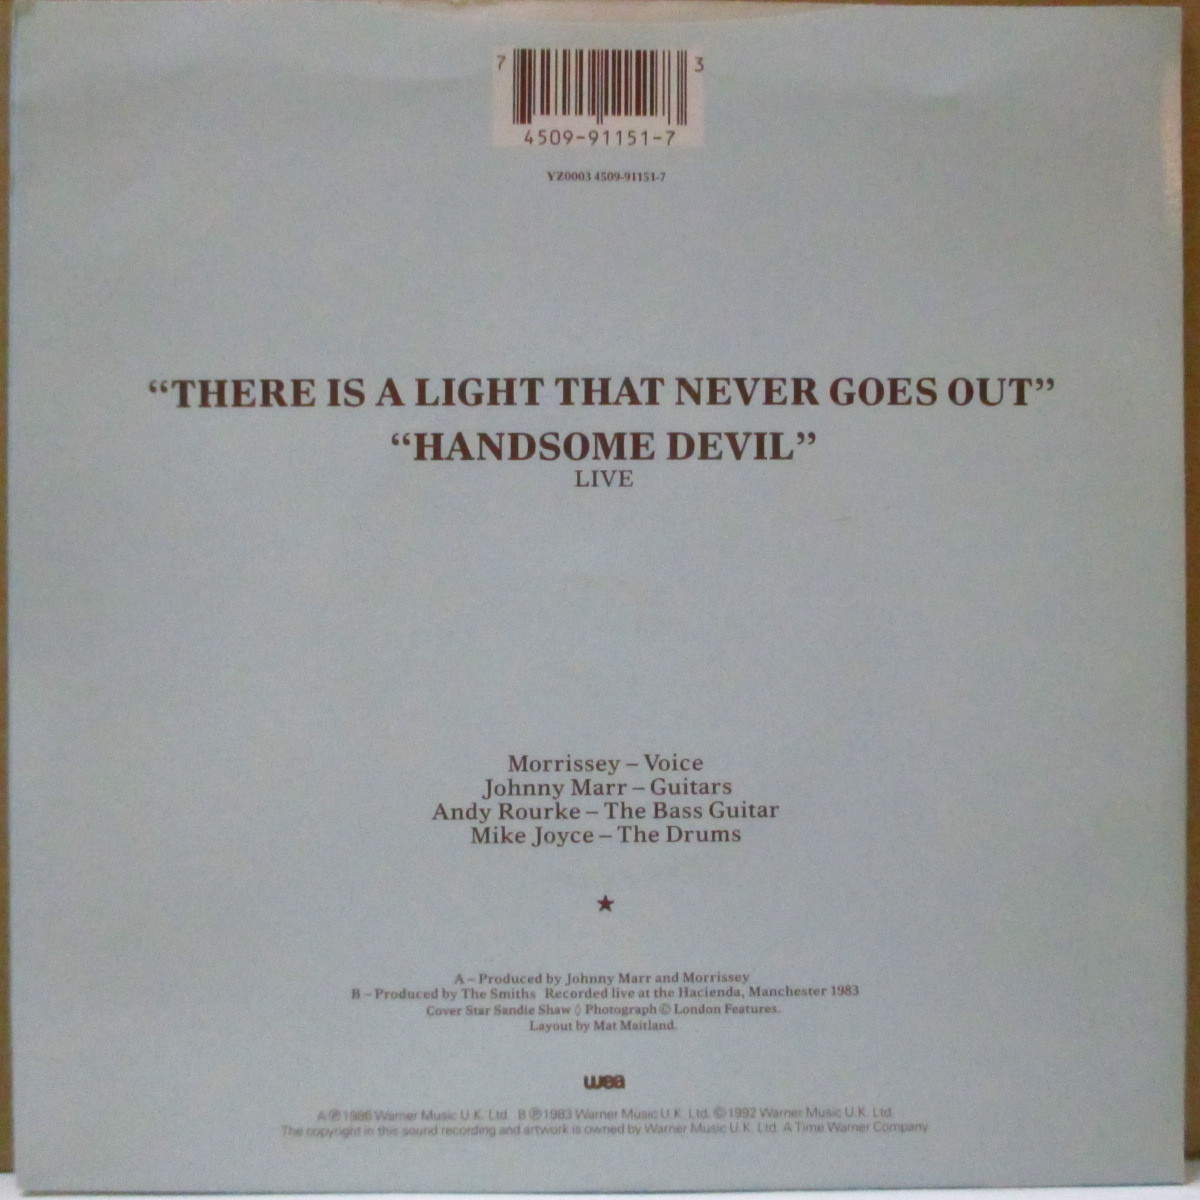 7 3
4509-91151-7
YZ0003 4509-91151-7
“THERE IS A LIGHT THAT NEVER GOES OUT”
“HANDSOME DEVIL”
LIVE
Morrissey – Voice
Johnny Marr – Guitars
Andy Rourke – The Bass Guitar
Mike Joyce – The Drums
★
A – Produced by Johnny Marr and Morrissey
B – Produced by The Smiths Recorded live at the Hacienda, Manchester 1983
Cover Star Sandie Shaw ◊ Photograph © London Features.
Layout by Mat Maitland.
wea
A ℗ 1986 Warner Music U.K. Ltd. B ℗ 1983 Warner Music U.K. Ltd. © 1992 Warner Music U.K. Ltd.
The copyright in this sound recording and artwork is owned by Warner Music U.K. Ltd. A Time Warner Company